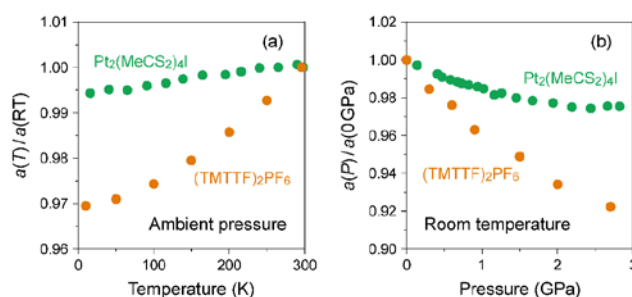 (a)
Pt2(MeCS2)4I
(TMTTF)2PF6
Ambient pressure
a(T)/a(RT)
1.01
1.00
0.99
0.98
0.97
0.96
0
100
200
300
Temperature (K)
(b)
Pt2(MeCS2)4I
(TMTTF)2PF6
Room temperature
a(P)/a(0GPa)
1.02
1.00
0.98
0.96
0.94
0.92
0.90
0
1
2
3
Pressure (GPa)